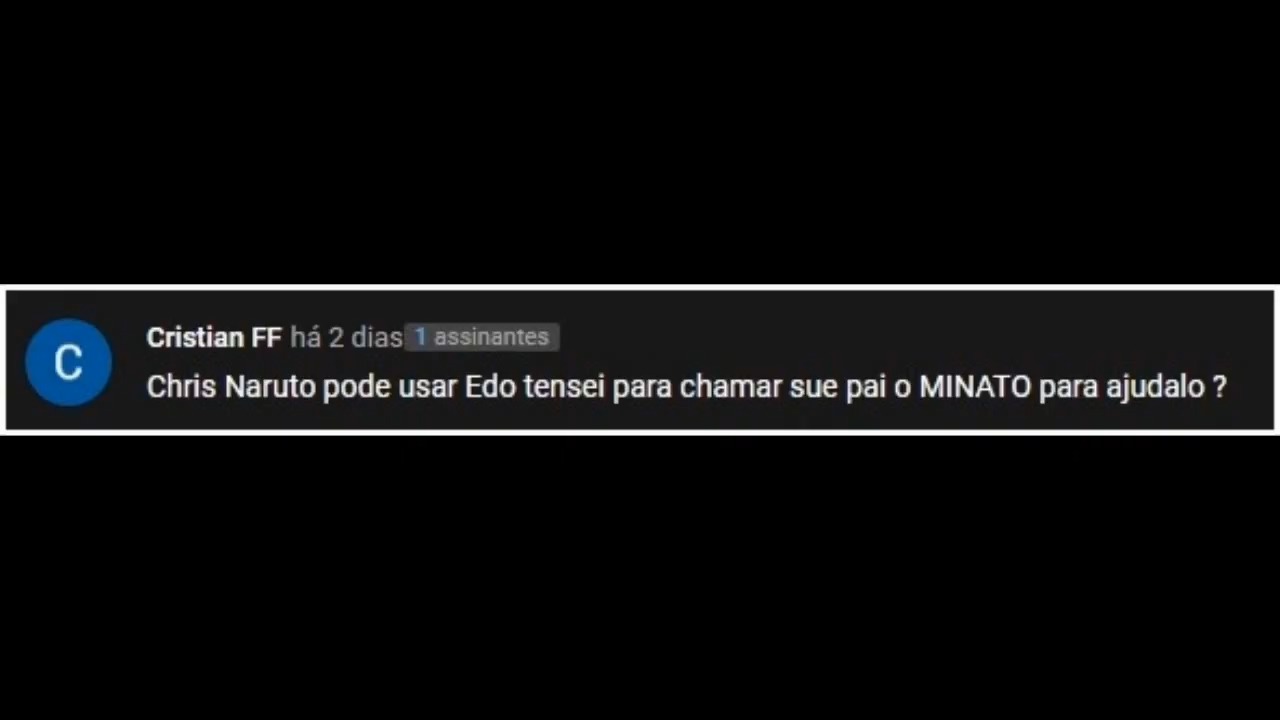 C
Cristian FF há 2 dias 1 assinantes
Chris Naruto pode usar Edo tensei para chamar sue pai o MINATO para ajudalo ?